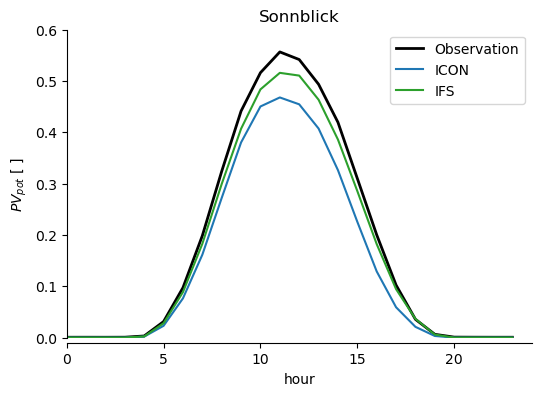 Sonnblick
Observation
ICON
IFS
0.6
0.5
0.4
0.3
0.2
0.1
0.0
PV_pot [ ]
0 5 10 15 20
hour